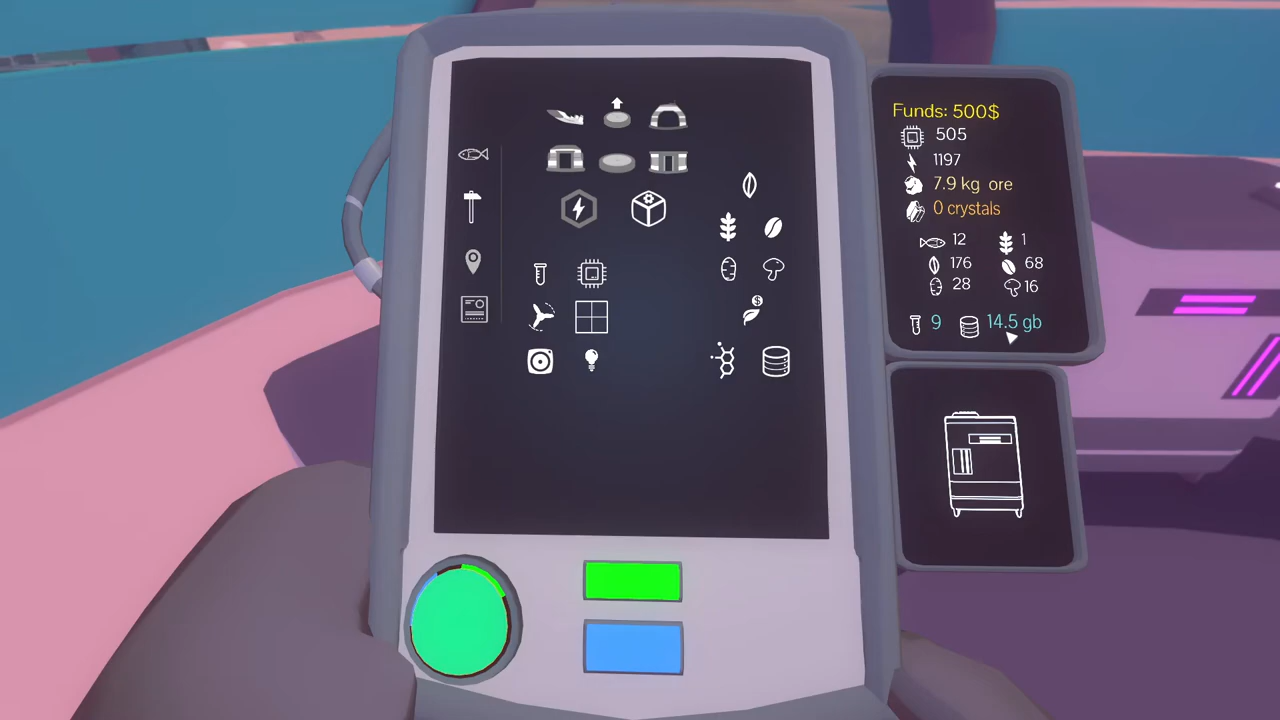 Funds: 500$
505
1197
7.9 kg ore
0 crystals
12 1
176 68
28 16
9 14.5 gb